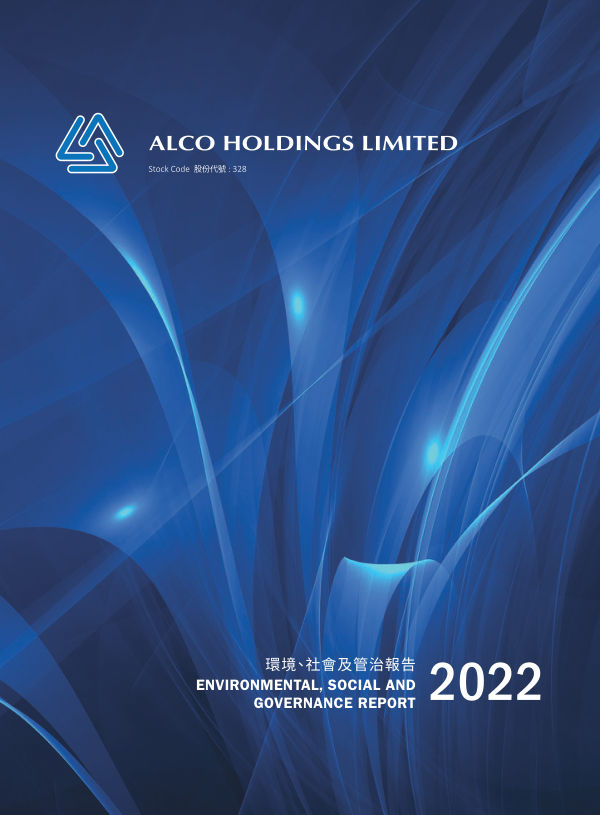 ALCO HOLDINGS LIMITED
Stock Code 股份代號 : 328
環境、社會及管治報告
ENVIRONMENTAL, SOCIAL AND
GOVERNANCE REPORT
2022